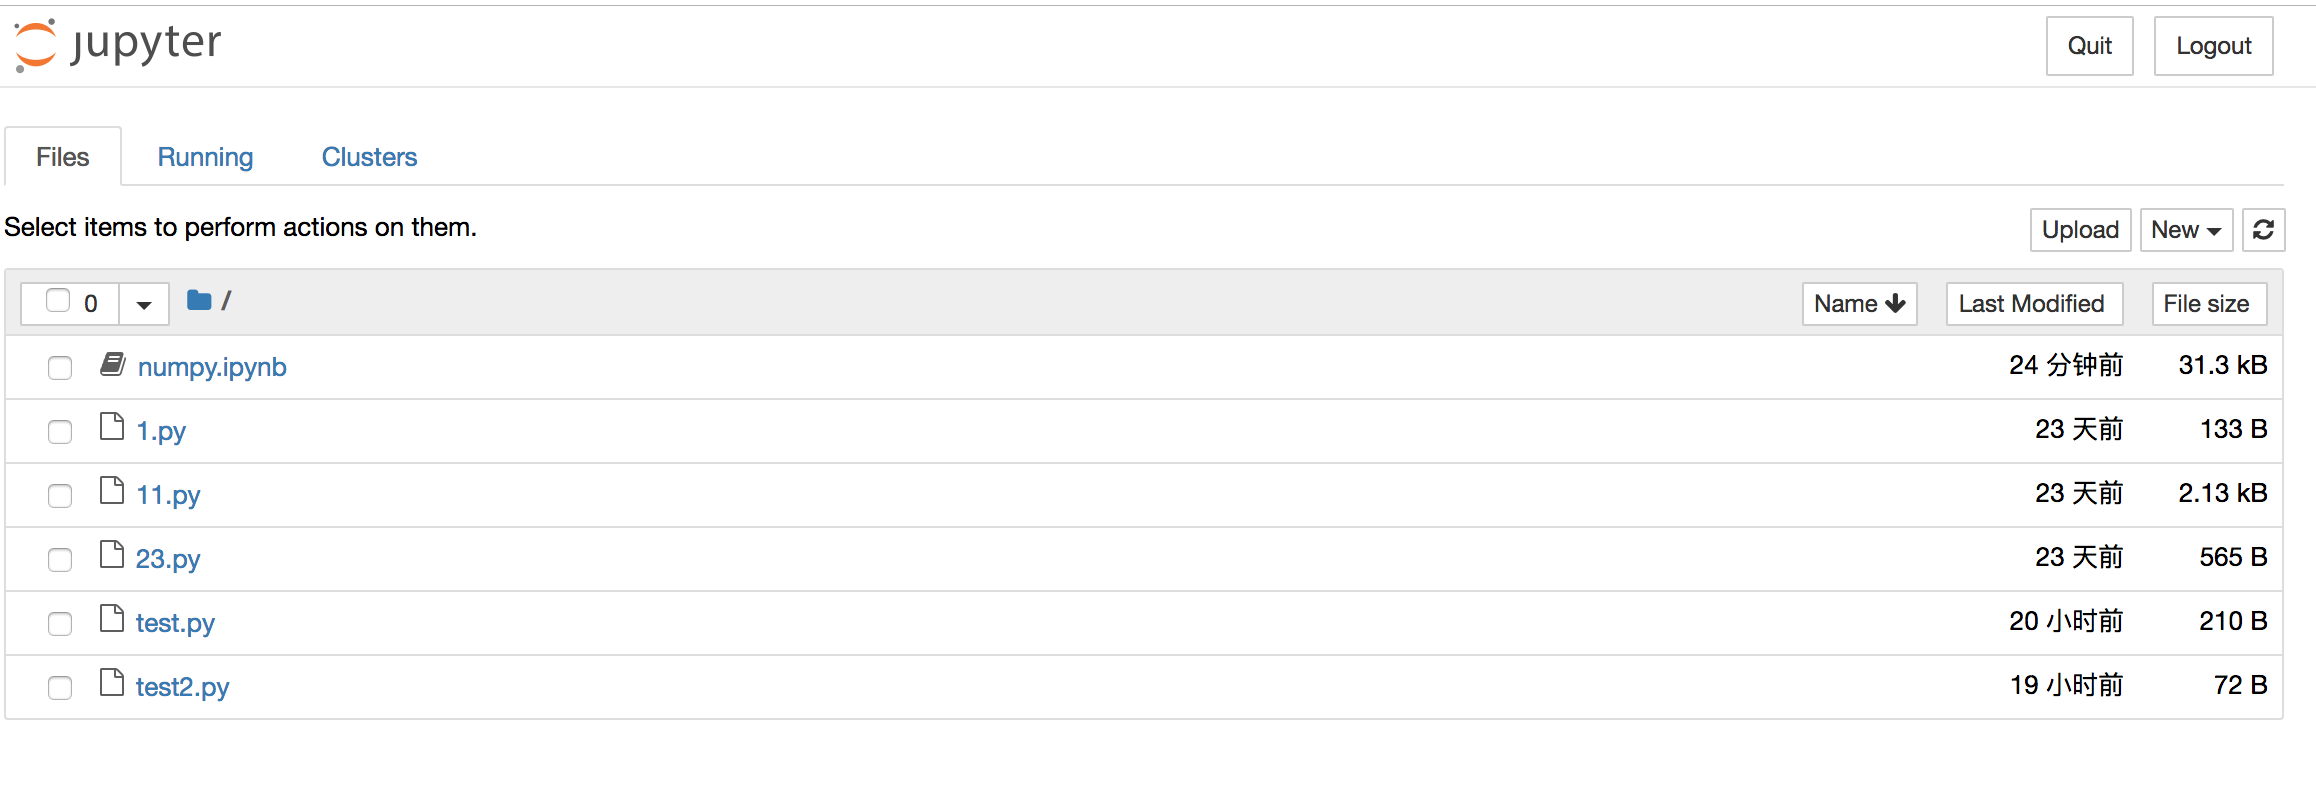 jupyter Quit Logout
Files Running Clusters
Select items to perform actions on them. Upload New
0 / Name Last Modified File size
numpy.ipynb 24 分钟前 31.3 kB
1.py 23 天前 133 B
11.py 23 天前 2.13 kB
23.py 23 天前 565 B
test.py 20 小时前 210 B
test2.py 19 小时前 72 B